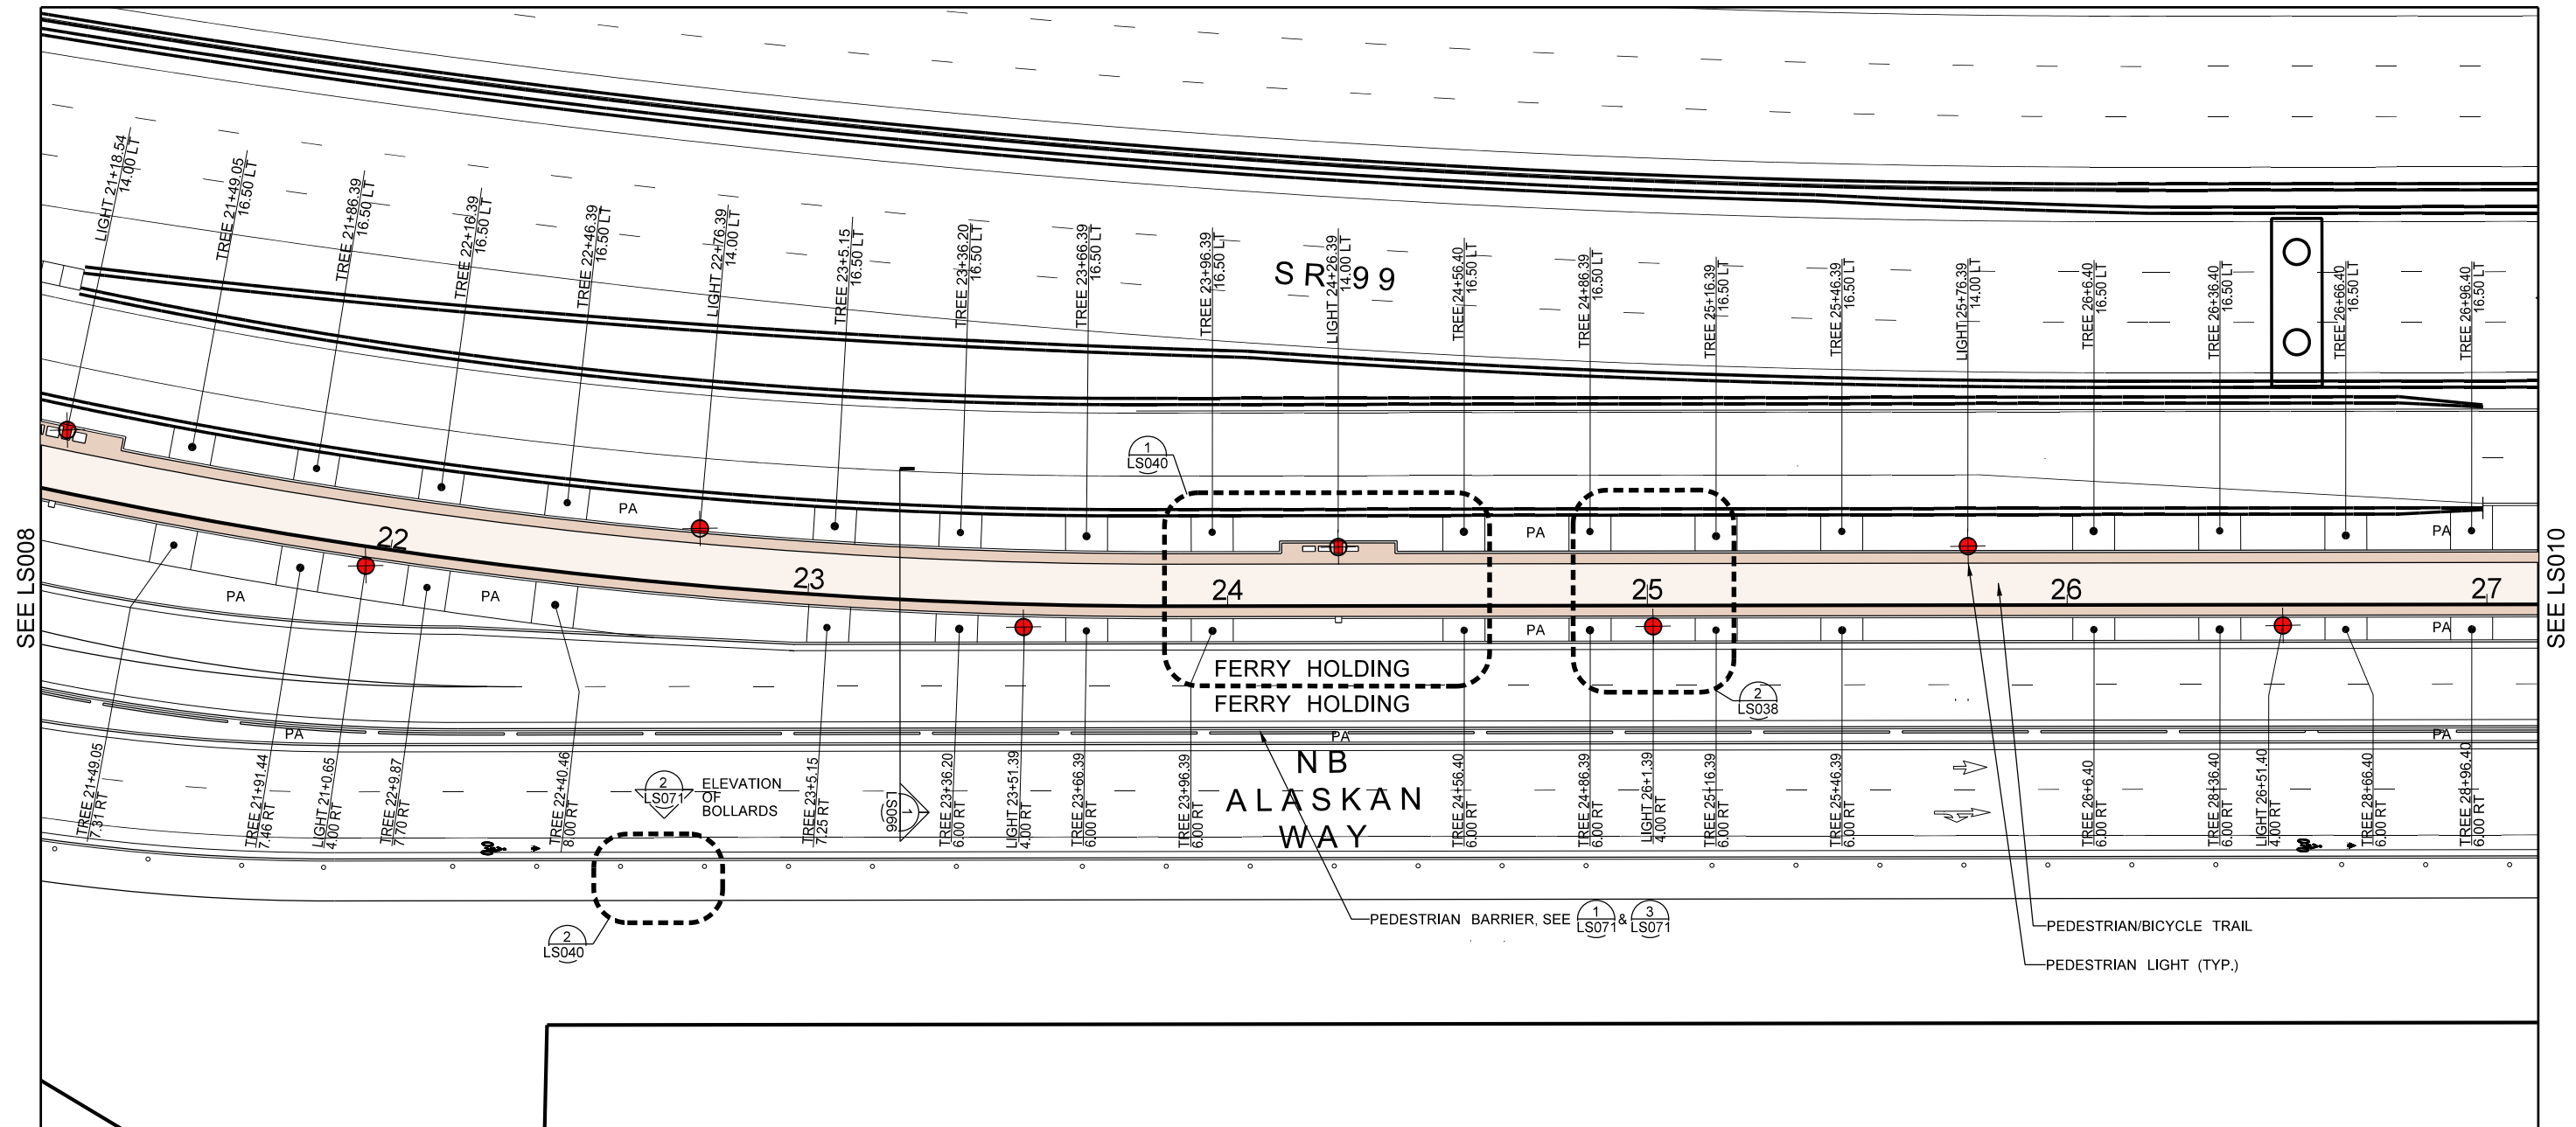 LIGHT 21+18.54
14.00 LT
TREE 21+49.05
16.50 LT
TREE 21+86.39
16.50 LT
TREE 22+16.39
16.50 LT
TREE 22+46.39
16.50 LT
LIGHT 22+76.39
14.00 LT
TREE 23+5.15
16.50 LT
TREE 23+36.20
16.50 LT
TREE 23+66.39
16.50 LT
TREE 23+96.39
16.50 LT
LIGHT 24+26.39
14.00 LT
TREE 24+56.40
16.50 LT
TREE 24+86.39
16.50 LT
TREE 25+16.39
16.50 LT
TREE 25+46.39
16.50 LT
LIGHT 25+76.39
14.00 LT
TREE 26+6.40
16.50 LT
TREE 26+36.40
16.50 LT
TREE 26+66.40
16.50 LT
TREE 26+96.40
16.50 LT
SR 99
1
LS040
PA
PA
PA
22
23
24
25
26
27
SEE LS008
SEE LS010
PA
PA
PA
PA
FERRY HOLDING
FERRY HOLDING
2
LS038
PA
PA
PA
NB
ALASKAN
WAY
TREE 21+49.05
7.31 RT
TREE 21+91.44
7.46 RT
LIGHT 21+0.65
4.00 RT
TREE 22+9.87
7.70 RT
TREE 22+40.46
8.00 RT
2
LS071
ELEVATION
OF
BOLLARDS
TREE 23+5.15
7.25 RT
1
LS066
TREE 23+36.20
6.00 RT
LIGHT 23+51.39
4.00 RT
TREE 23+66.39
6.00 RT
TREE 23+96.39
6.00 RT
TREE 24+56.40
6.00 RT
TREE 24+86.39
6.00 RT
LIGHT 26+1.39
4.00 RT
TREE 25+16.39
6.00 RT
TREE 25+46.39
6.00 RT
TREE 26+6.40
6.00 RT
TREE 28+36.40
6.00 RT
LIGHT 26+51.40
4.00 RT
TREE 28+66.40
6.00 RT
TREE 28+96.40
6.00 RT
2
LS040
PEDESTRIAN BARRIER, SEE 1 LS071 & 3 LS071
PEDESTRIAN/BICYCLE TRAIL
PEDESTRIAN LIGHT (TYP.)